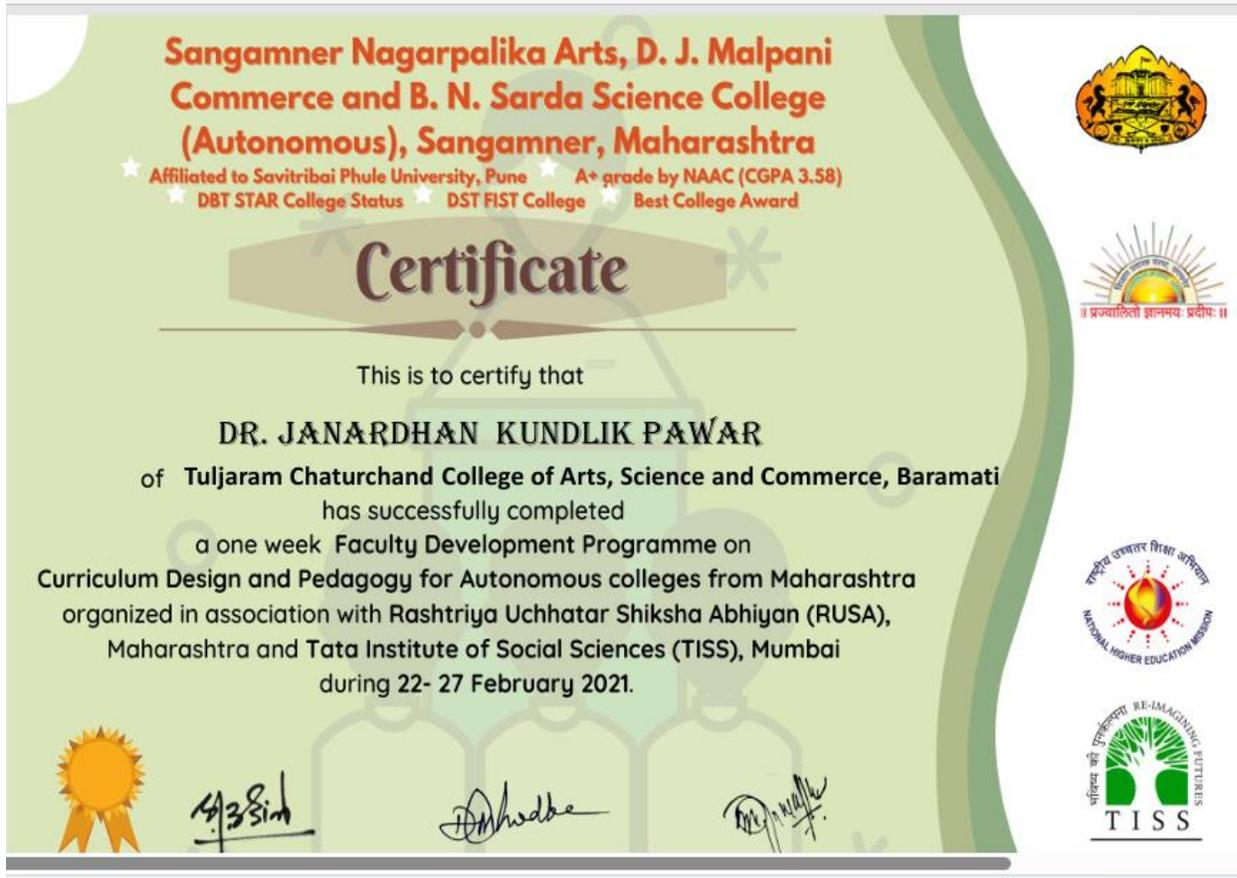 Sangamner Nagarpalika Arts, D. J. Malpani
Commerce and B. N. Sarda Science College
(Autonomous), Sangamner, Maharashtra
Affiliated to Savitribai Phule University, Pune A+ grade by NAAC (CGPA 3.58)
DBT STAR College Status DST FIST College Best College Award
Certificate
This is to certify that
DR. JANARDHAN KUNDLIK PAWAR
of Tuljaram Chaturchand College of Arts, Science and Commerce, Baramati
has successfully completed
a one week Faculty Development Programme on
Curriculum Design and Pedagogy for Autonomous colleges from Maharashtra
organized in association with Rashtriya Uchhatar Shiksha Abhiyan (RUSA),
Maharashtra and Tata Institute of Social Sciences (TISS), Mumbai
during 22- 27 February 2021.
॥ प्रज्वालितो ज्ञानमयः प्रदीपः ॥
राष्ट्रीय उच्चतर शिक्षा अभियान
NATIONAL HIGHER EDUCATION MISSION
भविष्य की पुनर्कल्पना RE-IMAGINING FUTURES
TISS